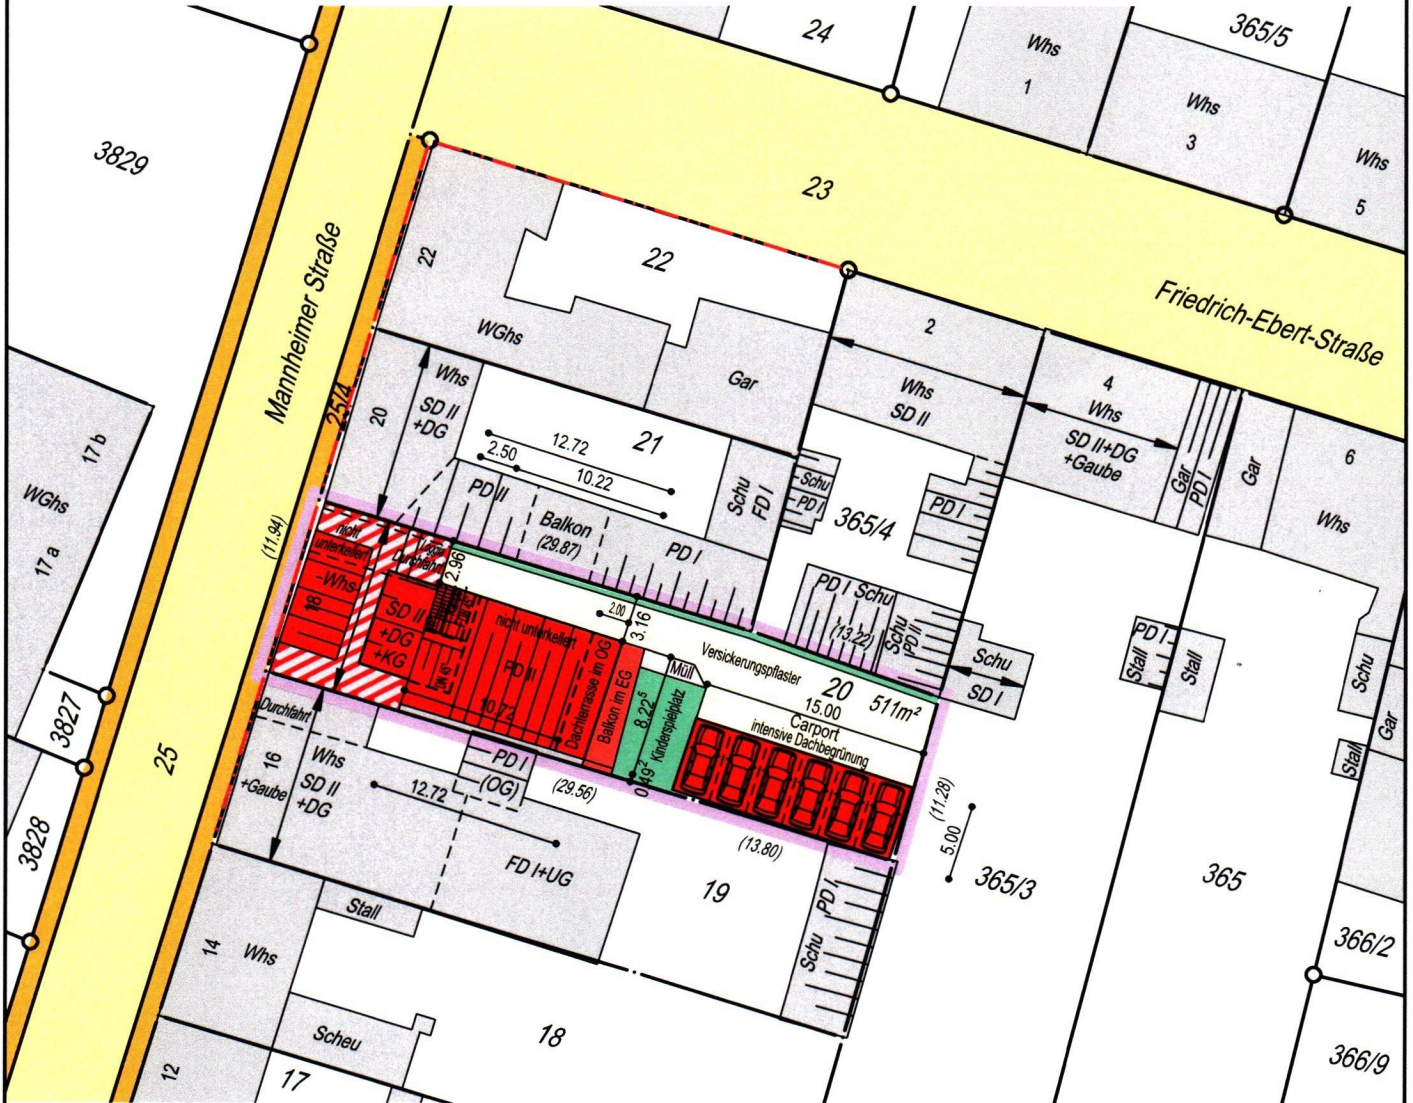 24
365/5
Whs
1
Whs
3
Whs
5
3829
23
22
22
Friedrich-Ebert-Straße
Mannheimer Straße
WGhs
Gar
2
Whs
SD II
4
Whs
SD II+DG
+Gaube
Gar
PD I
Gar
6
Whs
25/4
20
Whs
SD II
+DG
21
12.72
2.50
10.22
17 b
WGhs
17 a
PD II
Balkon
(29.87)
PD I
Schu
FD I
Schu
PD I
365/4
PD I
(11.94)
nicht
unterkellert
Durchfahrt
2.96
Whs
18
SD II
+DG
+KG
nicht unterkellert
PD II
10.72
2.00
3.16
Dachterrasse im OG
Balkon im EG
8.22⁵
0.49²
Kinderspielplatz
Müll
Versickerungspflaster
20
511m²
15.00
Carport
intensive Dachbegrünung
PD I
Schu
(13.22)
Schu
PD II
Schu
SD I
PD I
Stall
Stall
Schu
Gar
Stall
3827
25
3828
Durchfahrt
16
+Gaube
Whs
SD II
+DG
12.72
PD I
(OG)
(29.56)
FD I+UG
(13.80)
(11.28)
5.00
365/3
365
19
Schu
PD I
366/2
14
Whs
Stall
Scheu
18
366/9
12
17